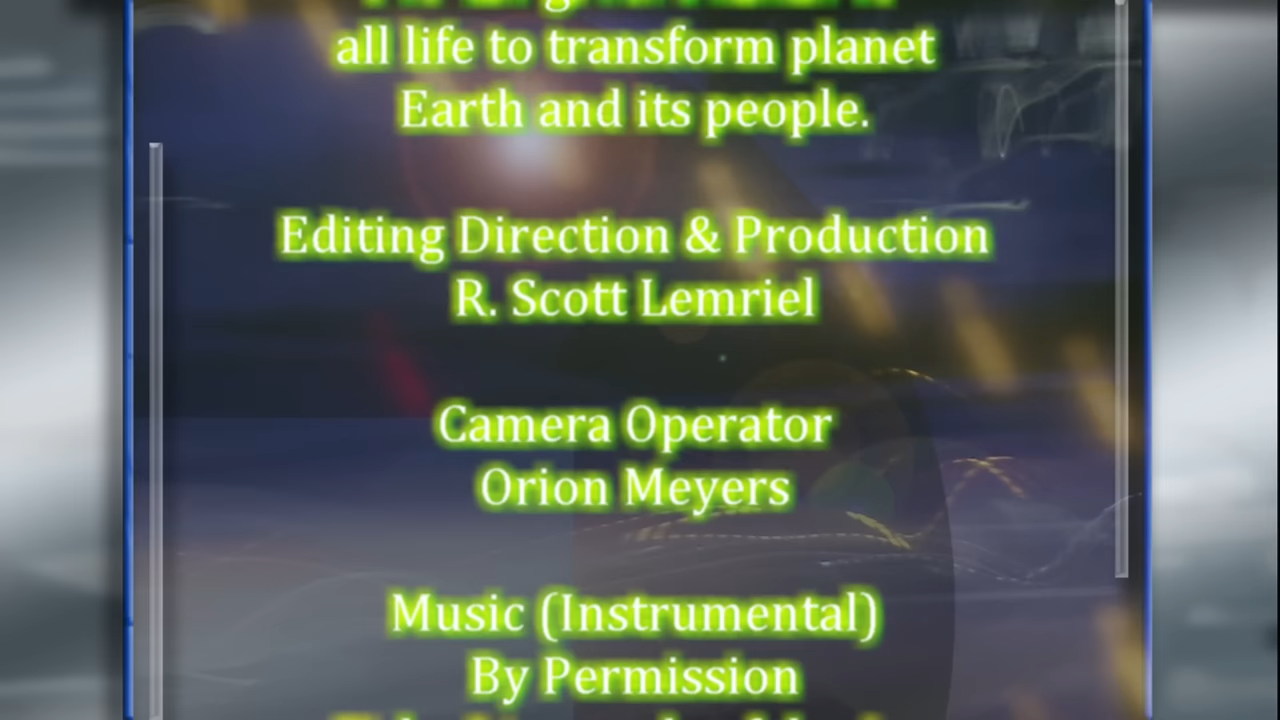 all life to transform planet
Earth and its people.
Editing Direction & Production
R. Scott Lemriel
Camera Operator
Orion Meyers
Music (Instrumental)
By Permission